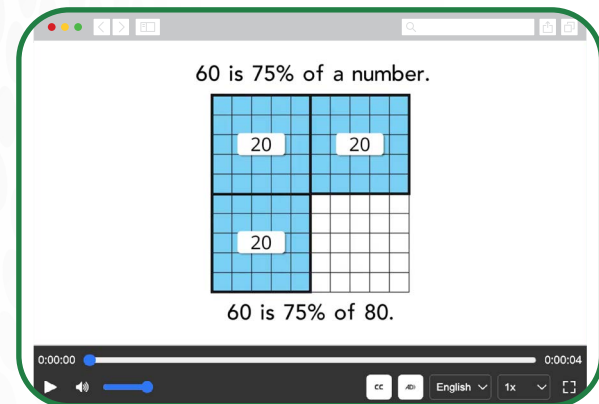 60 is 75% of a number.
20 20
20
60 is 75% of 80.
0:00:00 0:00:04
CC AD English 1x